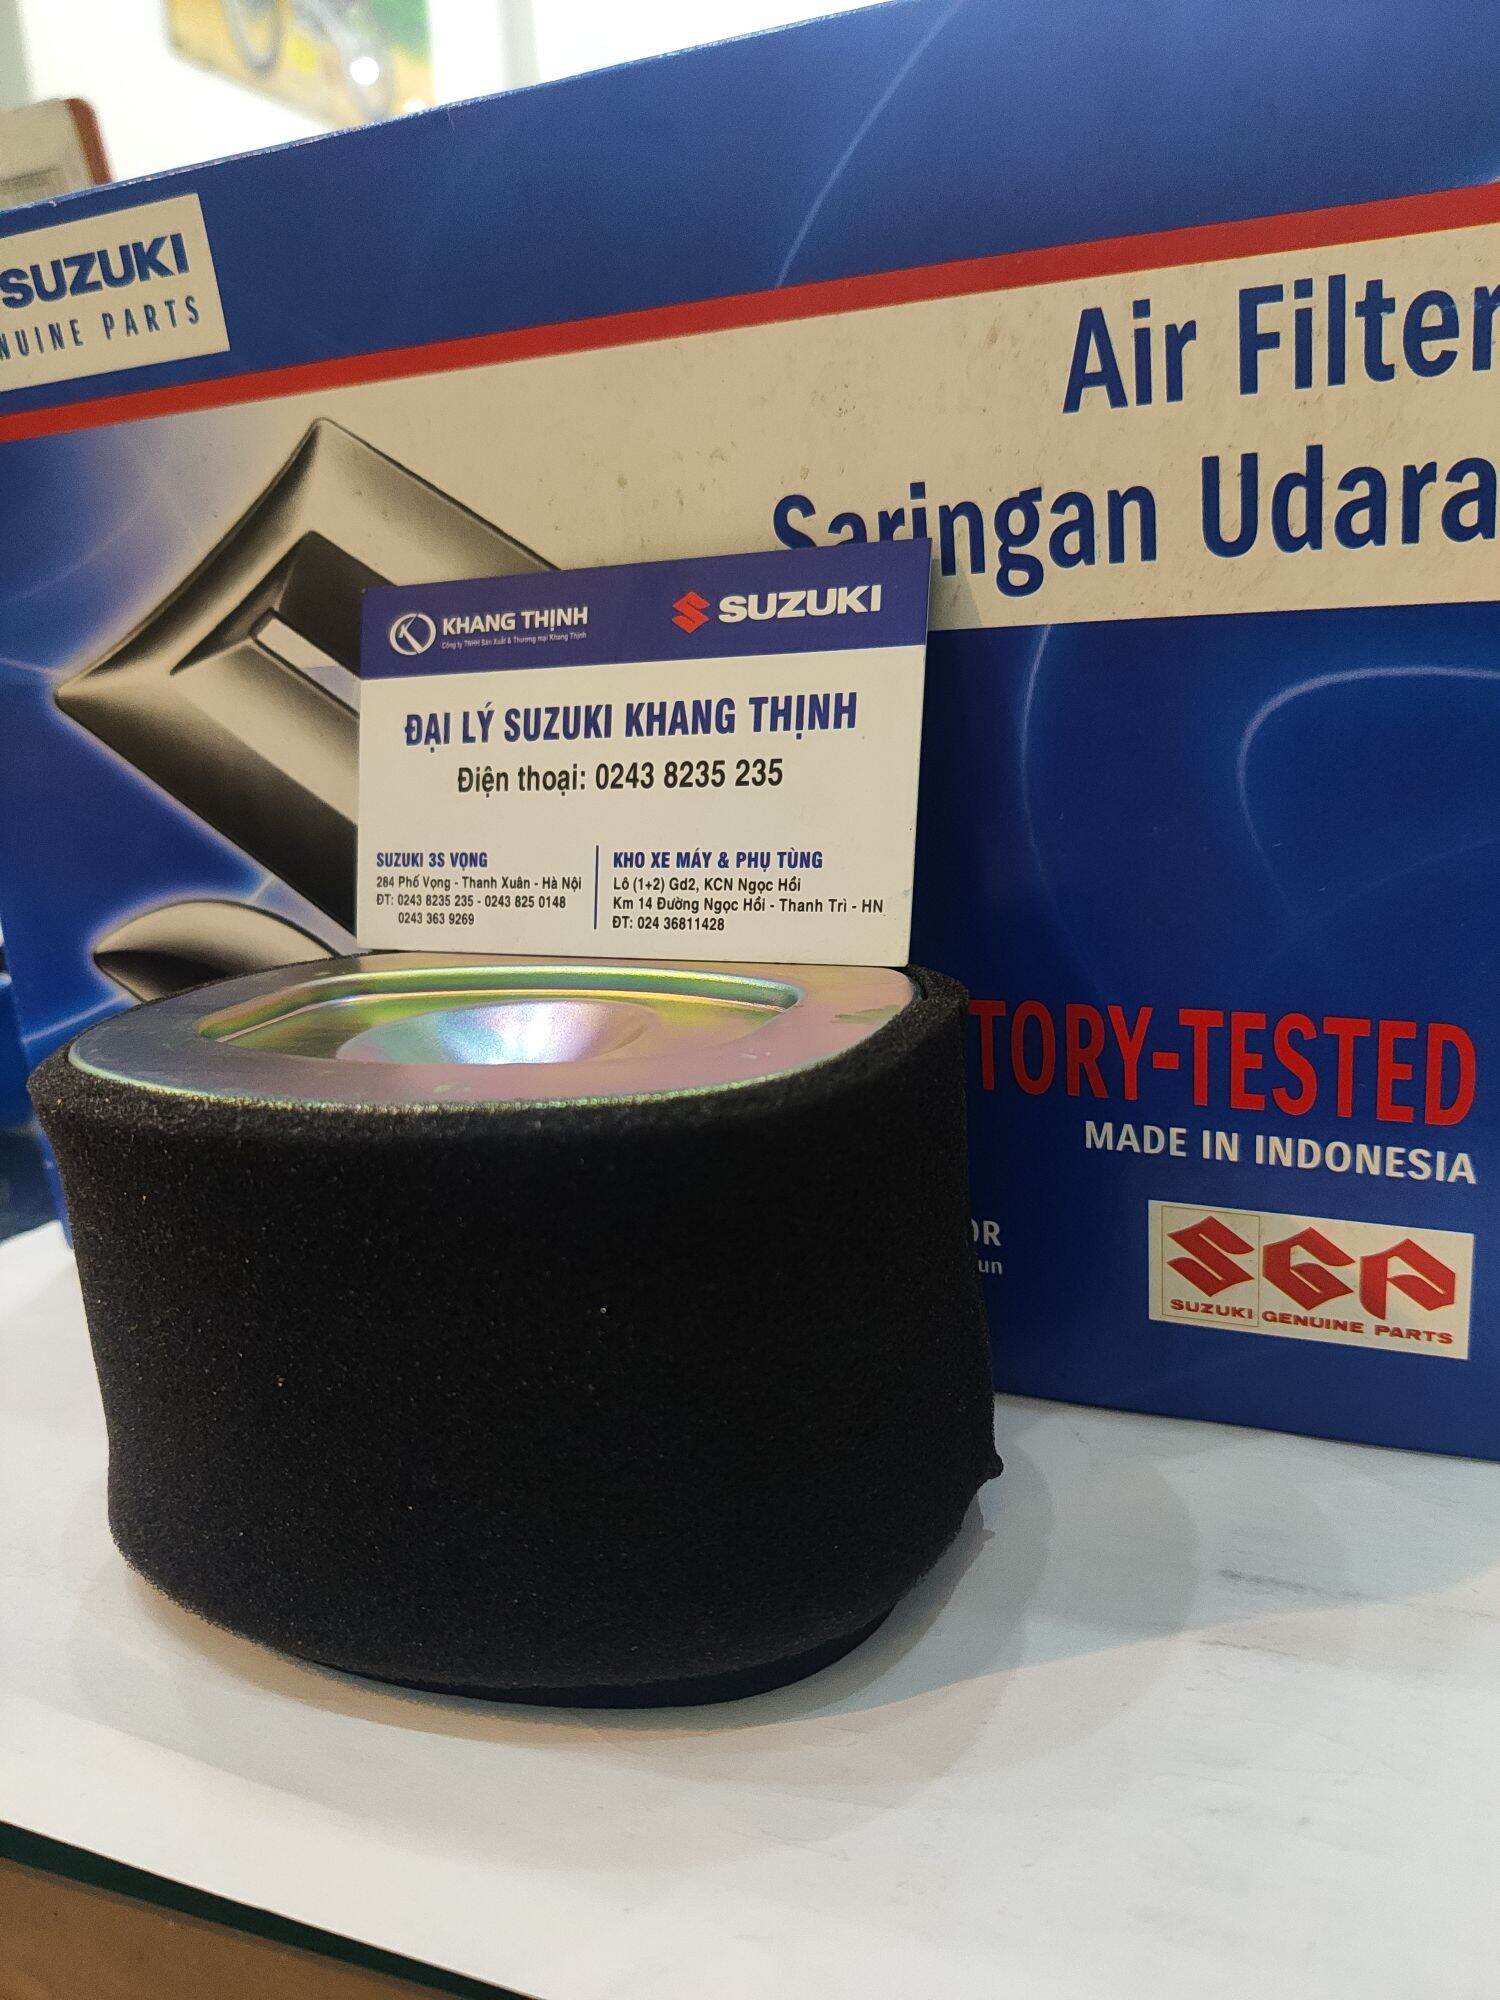 SUZUKI
NUINE PARTS
Air Filter
Saringan Udara
KHANG THỊNH
Công ty TNHH Sản Xuất & Thương mại Khang Thịnh
SUZUKI
ĐẠI LÝ SUZUKI KHANG THỊNH
Điện thoại: 0243 8235 235
SUZUKI 3S VỌNG
284 Phố Vọng - Thanh Xuân - Hà Nội
ĐT: 0243 8235 235 - 0243 825 0148
0243 363 9269
KHO XE MÁY & PHỤ TÙNG
Lô (1+2) Gd2, KCN Ngọc Hồi
Km 14 Đường Ngọc Hồi - Thanh Trì - HN
ĐT: 024 36811428
TORY-TESTED
MADE IN INDONESIA
OR
un
SGP
SUZUKI GENUINE PARTS